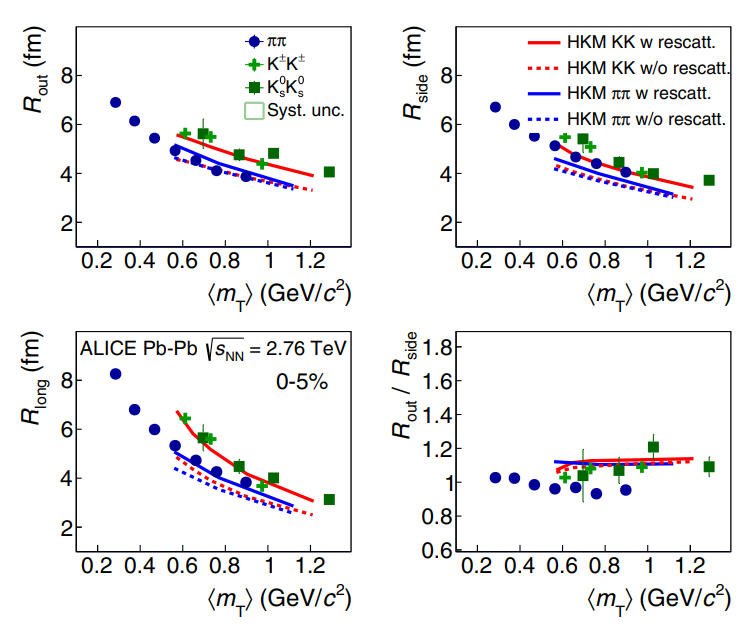 R_out (fm)
8
6
4
2
ππ
K±K±
K⁰ₛK⁰ₛ
Syst. unc.
0.2 0.4 0.6 0.8 1 1.2
⟨m_T⟩ (GeV/c²)
R_side (fm)
8
6
4
2
HKM KK w rescatt.
HKM KK w/o rescatt.
HKM ππ w rescatt.
HKM ππ w/o rescatt.
0.2 0.4 0.6 0.8 1 1.2
⟨m_T⟩ (GeV/c²)
R_long (fm)
8
6
4
2
ALICE Pb-Pb √s_NN = 2.76 TeV
0-5%
0.2 0.4 0.6 0.8 1 1.2
⟨m_T⟩ (GeV/c²)
R_out / R_side
1.8
1.6
1.4
1.2
1
0.8
0.6
0.2 0.4 0.6 0.8 1 1.2
⟨m_T⟩ (GeV/c²)